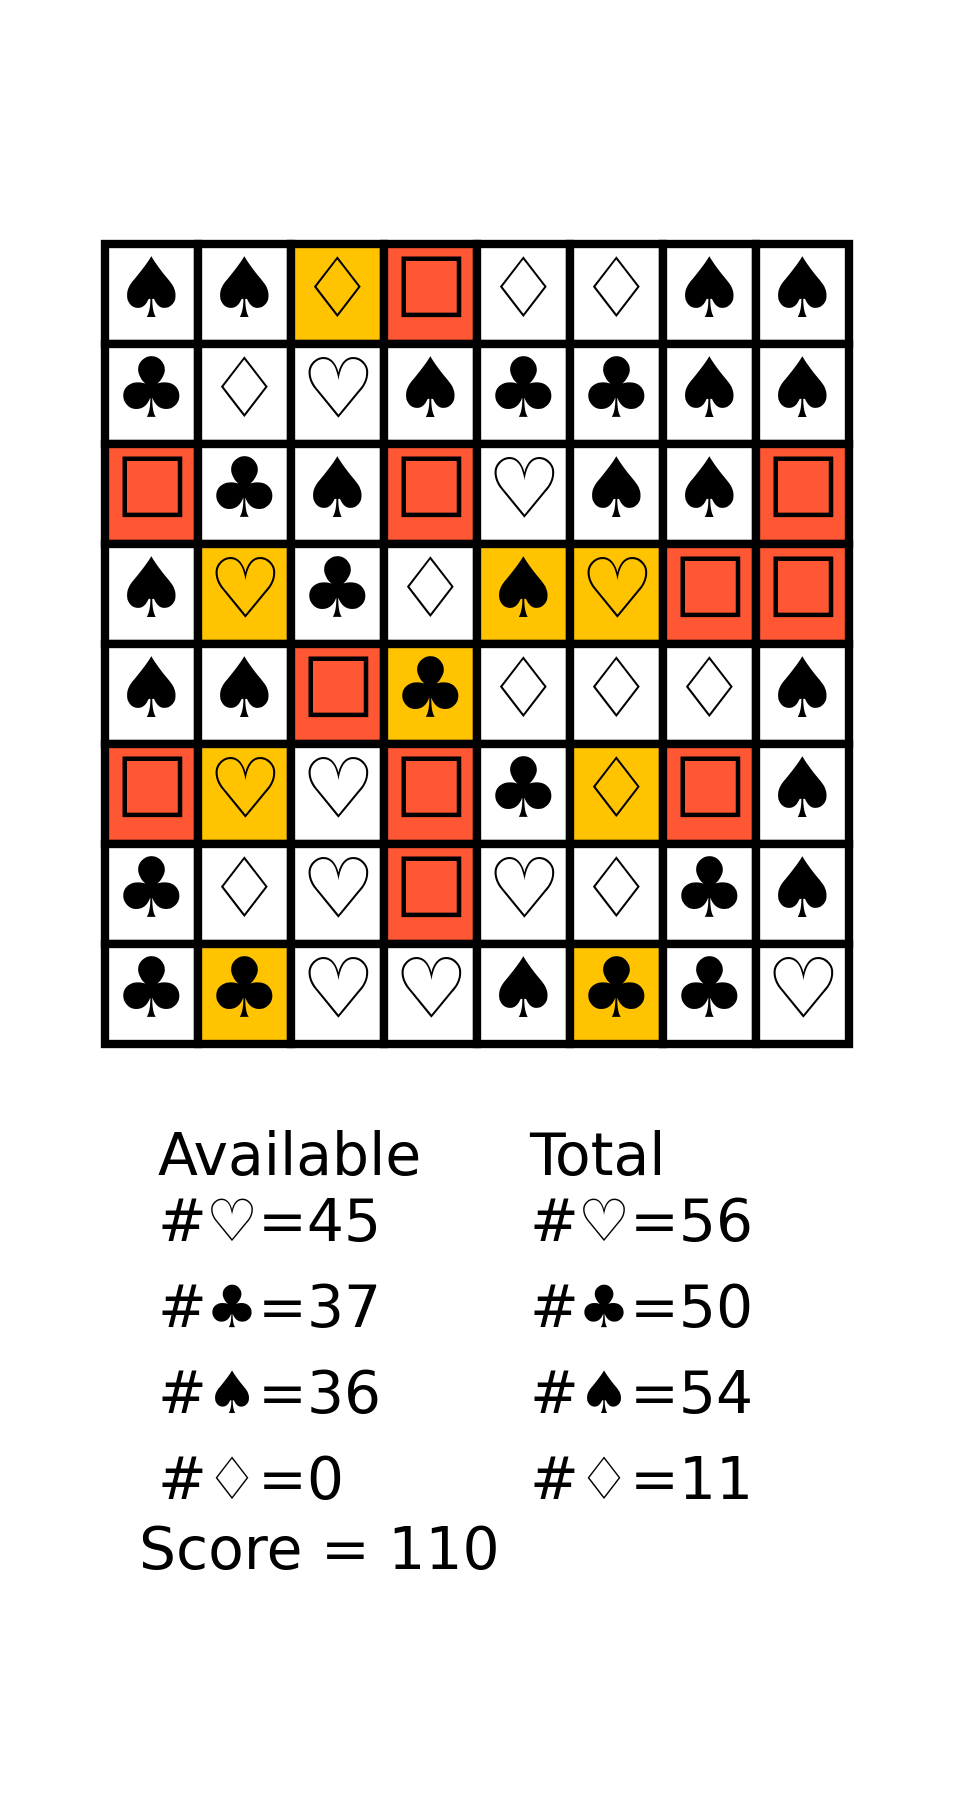 ♠ ♠ ♢ □ ♢ ♢ ♠ ♠
♣ ♢ ♡ ♠ ♣ ♣ ♠ ♠
□ ♣ ♠ □ ♡ ♠ ♠ □
♠ ♡ ♣ ♢ ♠ ♡ □ □
♠ ♠ □ ♣ ♢ ♢ ♢ ♠
□ ♡ ♡ □ ♣ ♢ □ ♠
♣ ♢ ♡ □ ♡ ♢ ♣ ♠
♣ ♣ ♡ ♡ ♠ ♣ ♣ ♡
Available Total
#♡=45 #♡=56
#♣=37 #♣=50
#♠=36 #♠=54
#♢=0 #♢=11
Score = 110